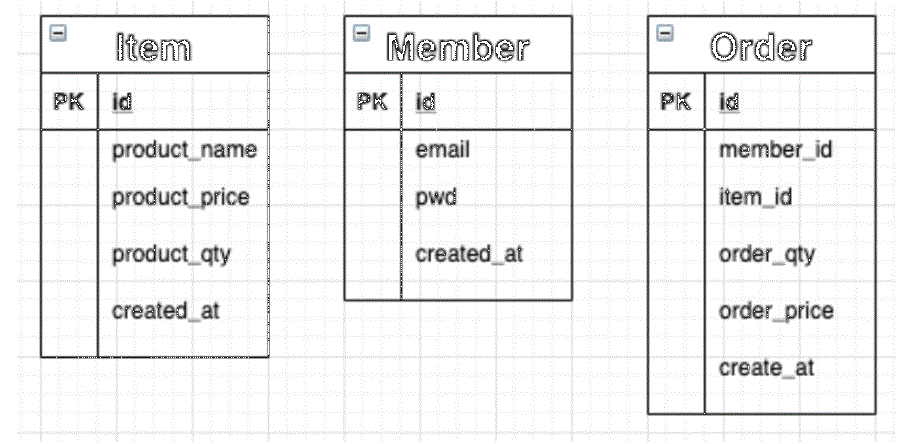 Item
PK id
product_name
product_price
product_qty
created_at
Member
PK id
email
pwd
created_at
Order
PK id
member_id
item_id
order_qty
order_price
create_at